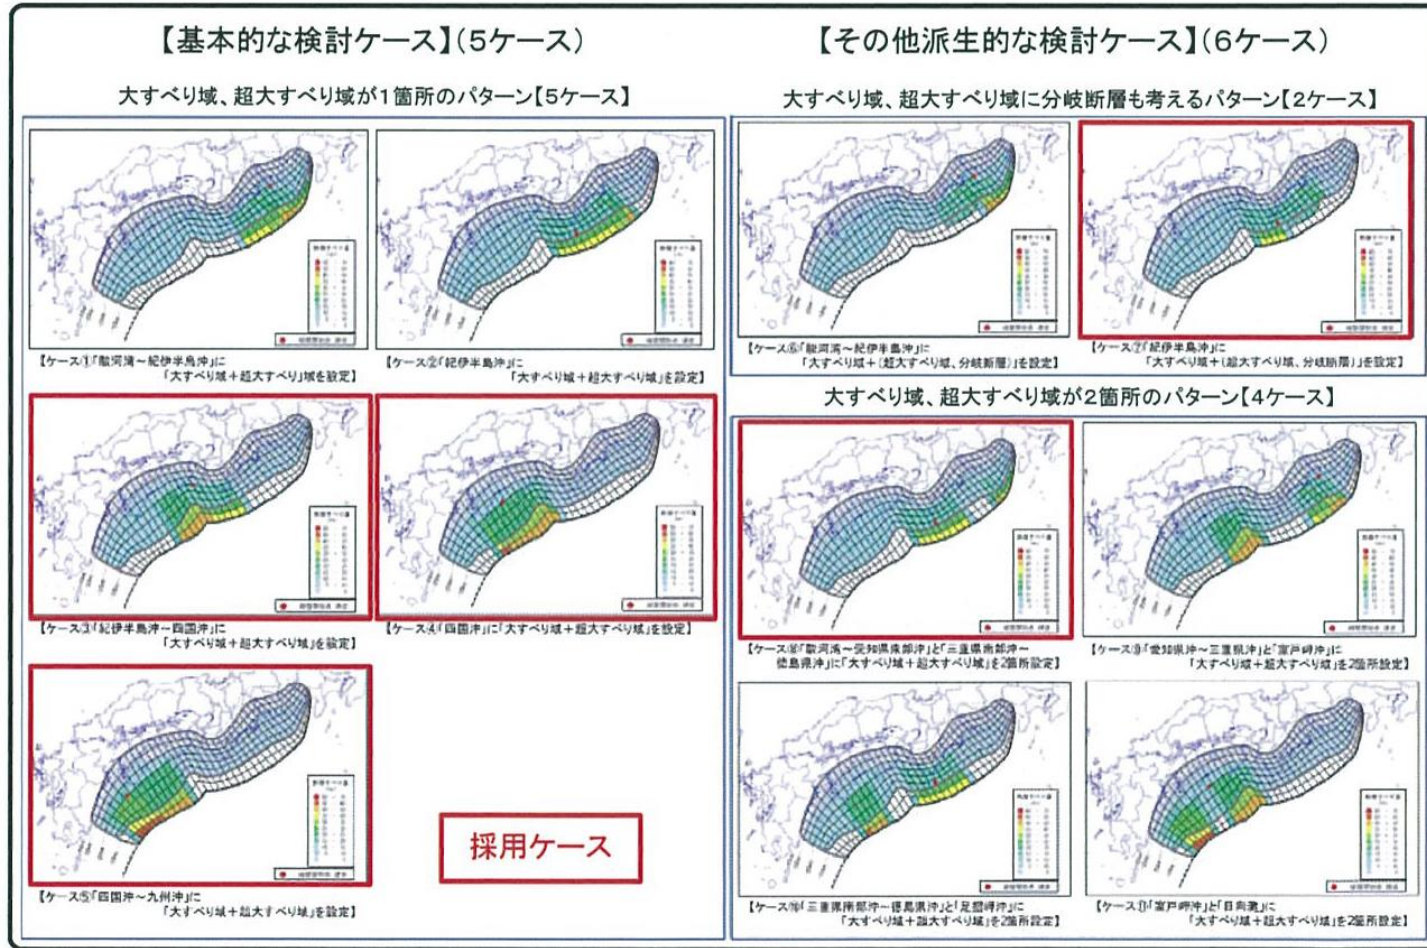 【基本的な検討ケース】(5ケース)
大すべり域、超大すべり域が1箇所のパターン【5ケース】
【ケース①「駿河湾～紀伊半島沖」に
「大すべり域+超大すべり」域を設定】
【ケース②「紀伊半島沖」に
「大すべり域+超大すべり域」を設定】
【ケース③「紀伊半島沖～四国沖」に
「大すべり域+超大すべり域」を設定】
【ケース④「四国沖」に「大すべり域+超大すべり域」を設定】
【ケース⑤「四国沖～九州沖」に
「大すべり域+超大すべり域」を設定】
採用ケース
【その他派生的な検討ケース】(6ケース)
大すべり域、超大すべり域に分岐断層も考えるパターン【2ケース】
【ケース⑥「駿河湾～紀伊半島沖」に
「大すべり域+(超大すべり域、分岐断層)」を設定】
【ケース⑦「紀伊半島沖」に
「大すべり域+(超大すべり域、分岐断層)」を設定】
大すべり域、超大すべり域が2箇所のパターン【4ケース】
【ケース⑧「駿河湾～愛知県東部沖」と「三重県南部沖～
徳島県沖」に「大すべり域+超大すべり域」を2箇所設定】
【ケース⑨「愛知県沖～三重県沖」と「室戸岬沖」に
「大すべり域+超大すべり域」を2箇所設定】
【ケース⑩「三重県南部沖～徳島県沖」と「足摺岬沖」に
「大すべり域+超大すべり域」を2箇所設定】
【ケース⑪「室戸岬沖」と「日向灘」に
「大すべり域+超大すべり域」を2箇所設定】